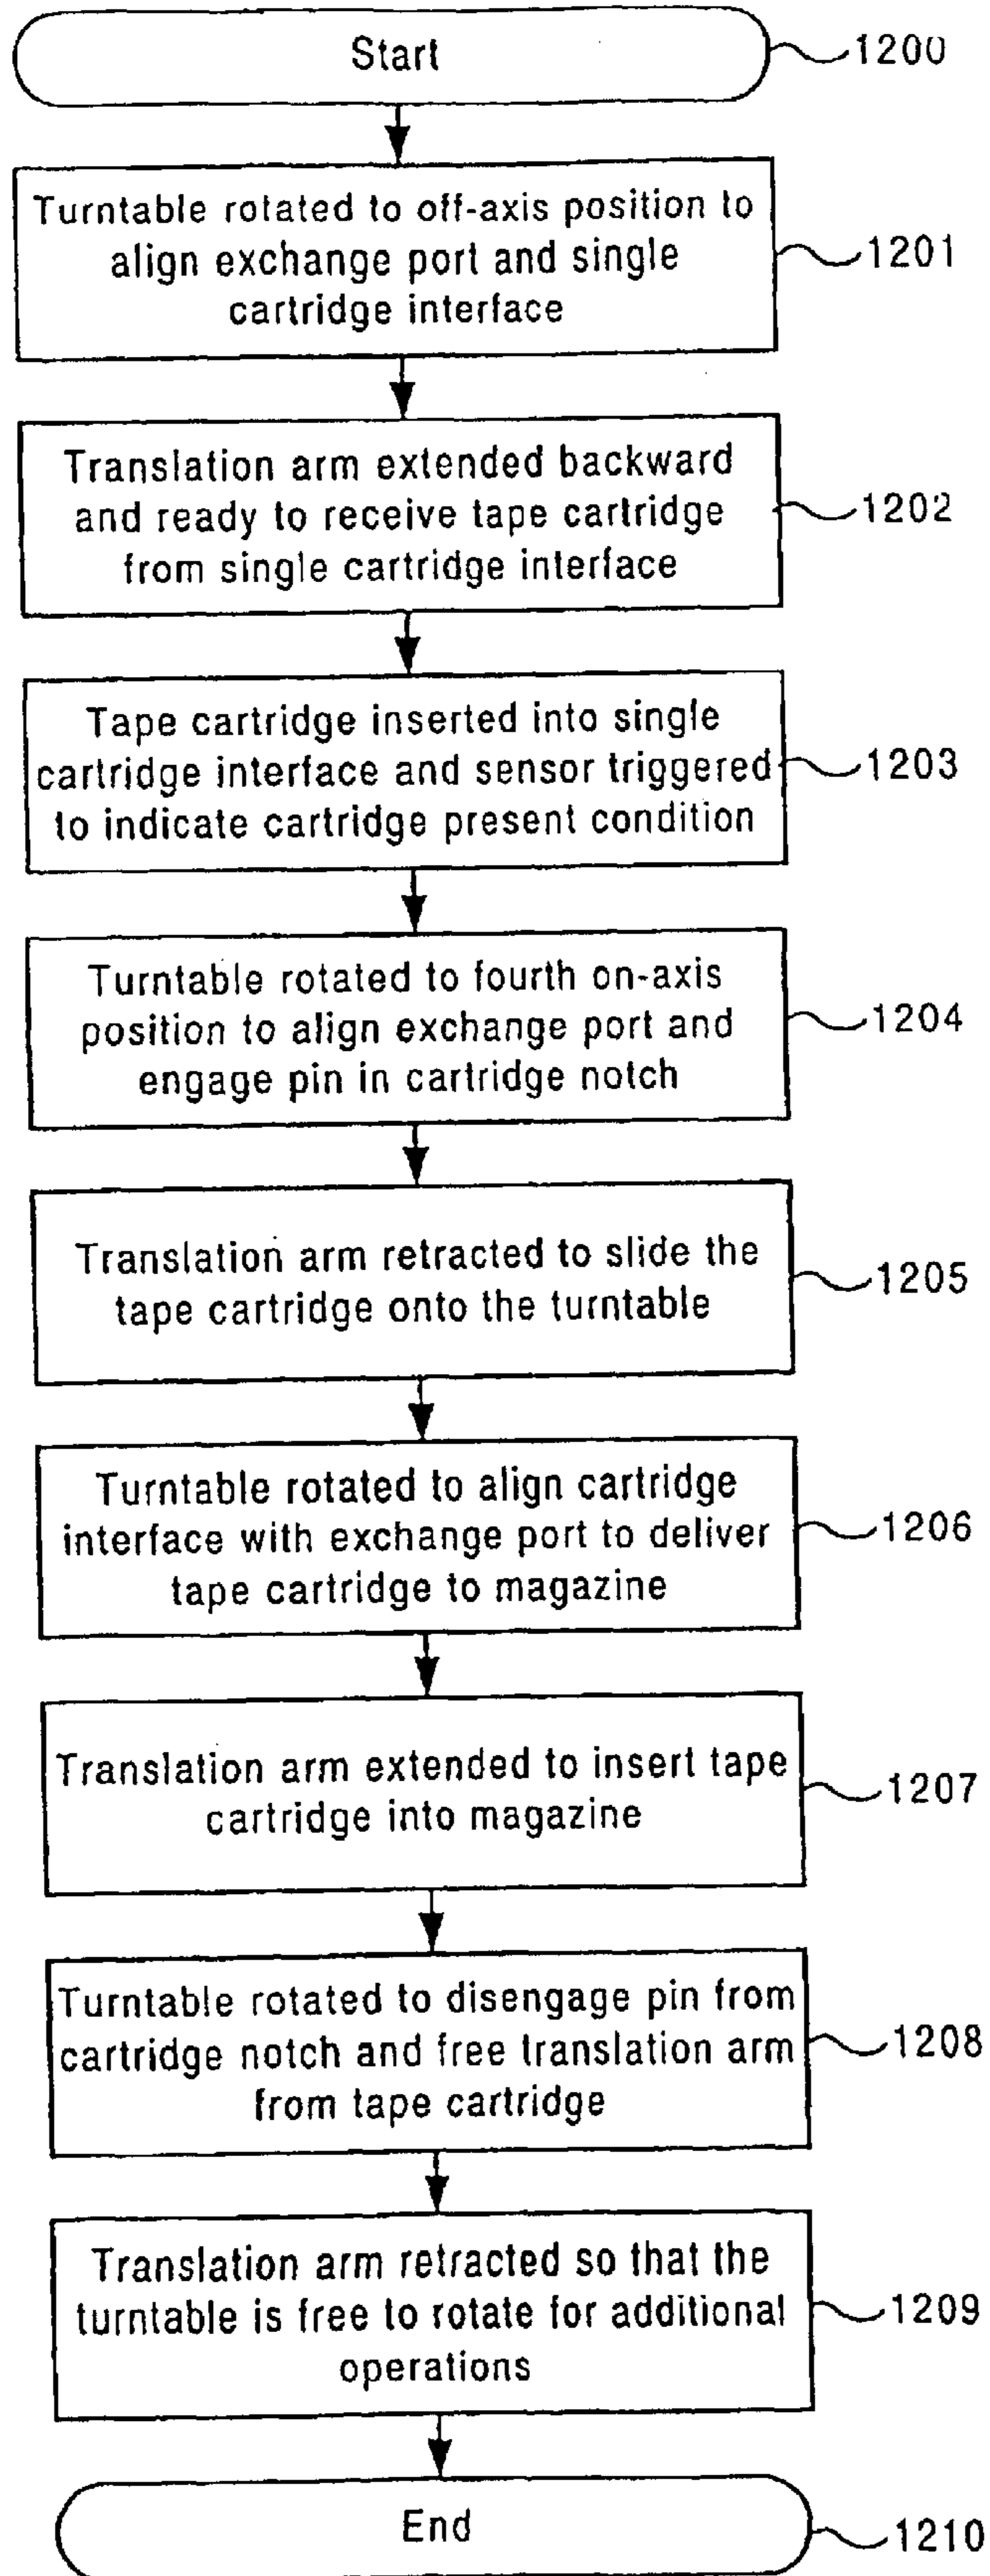 Start
1200
Turntable rotated to off-axis position to
align exchange port and single
cartridge interface
1201
Translation arm extended backward
and ready to receive tape cartridge
from single cartridge interface
1202
Tape cartridge inserted into single
cartridge interface and sensor triggered
to indicate cartridge present condition
1203
Turntable rotated to fourth on-axis
position to align exchange port and
engage pin in cartridge notch
1204
Translation arm retracted to slide the
tape cartridge onto the turntable
1205
Turntable rotated to align cartridge
interface with exchange port to deliver
tape cartridge to magazine
1206
Translation arm extended to insert tape
cartridge into magazine
1207
Turntable rotated to disengage pin from
cartridge notch and free translation arm
from tape cartridge
1208
Translation arm retracted so that the
turntable is free to rotate for additional
operations
1209
End
1210